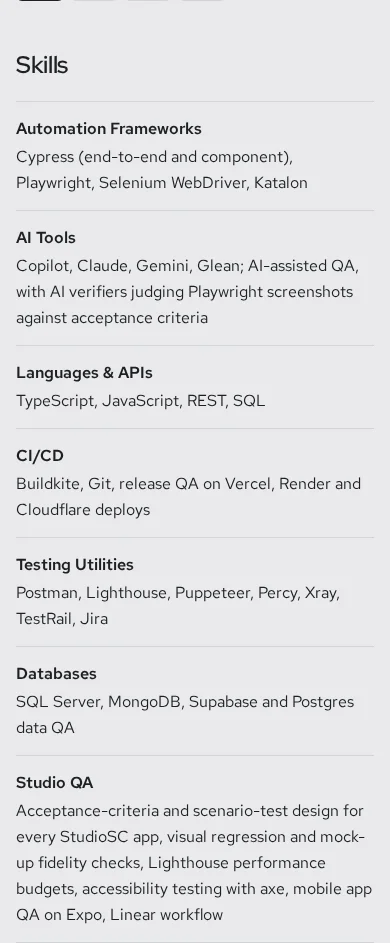 Skills
Automation Frameworks
Cypress (end-to-end and component),
Playwright, Selenium WebDriver, Katalon
AI Tools
Copilot, Claude, Gemini, Glean; AI-assisted QA,
with AI verifiers judging Playwright screenshots
against acceptance criteria
Languages & APIs
TypeScript, JavaScript, REST, SQL
CI/CD
Buildkite, Git, release QA on Vercel, Render and
Cloudflare deploys
Testing Utilities
Postman, Lighthouse, Puppeteer, Percy, Xray,
TestRail, Jira
Databases
SQL Server, MongoDB, Supabase and Postgres
data QA
Studio QA
Acceptance-criteria and scenario-test design for
every StudioSC app, visual regression and mock-
up fidelity checks, Lighthouse performance
budgets, accessibility testing with axe, mobile app
QA on Expo, Linear workflow